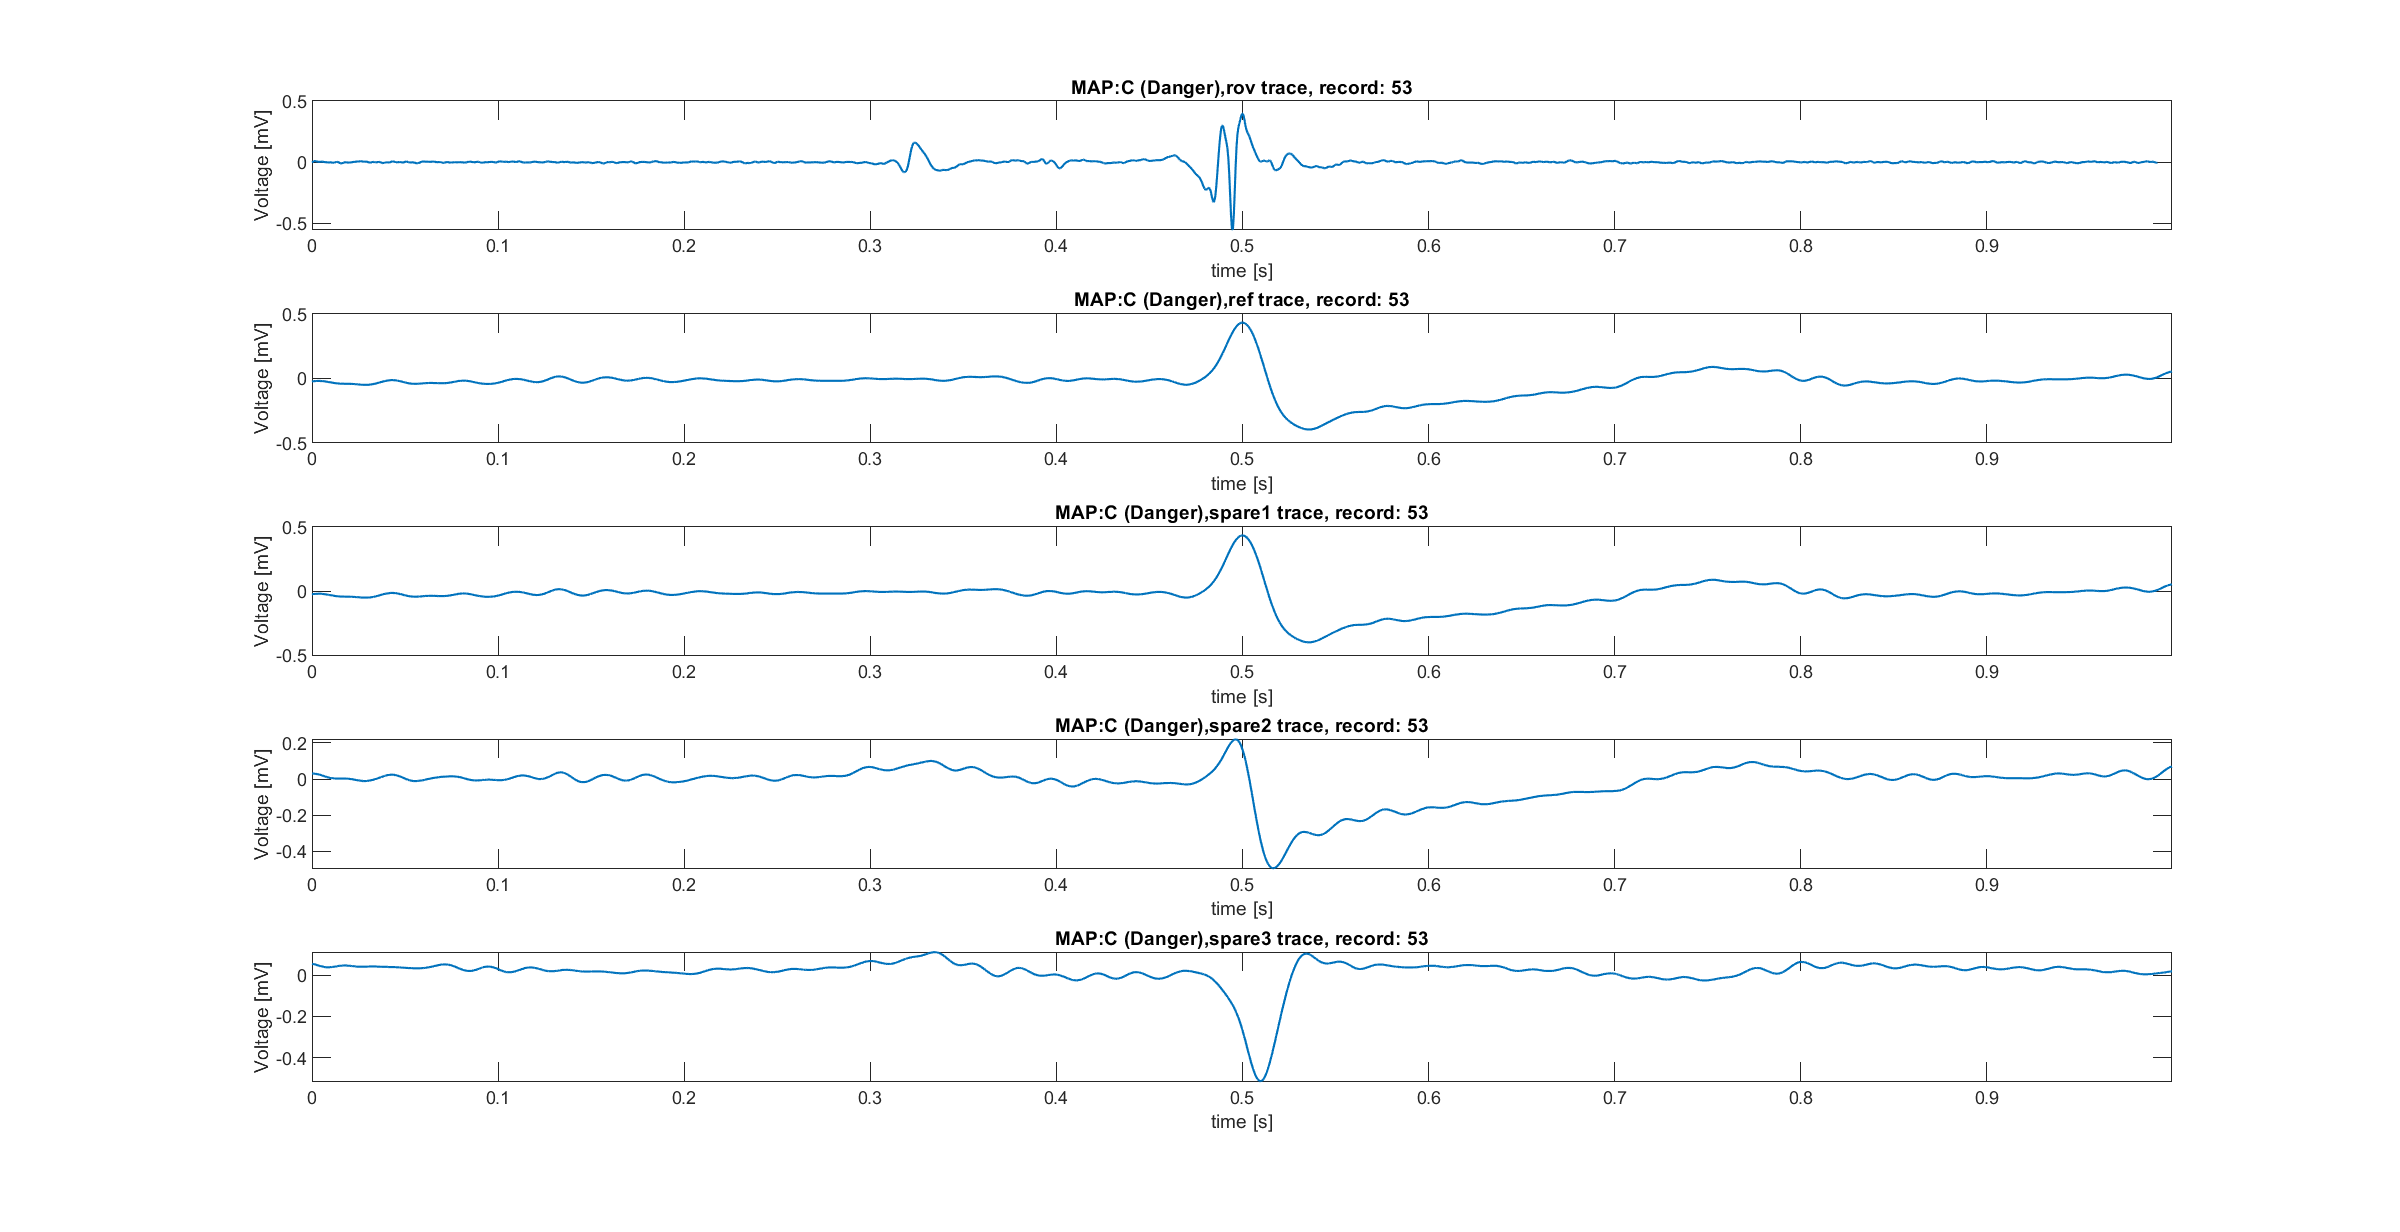 MAP:C (Danger),rov trace, record: 53
Voltage [mV]
0.5
0
-0.5
0 0.1 0.2 0.3 0.4 0.5 0.6 0.7 0.8 0.9
time [s]
MAP:C (Danger),ref trace, record: 53
Voltage [mV]
0.5
0
-0.5
0 0.1 0.2 0.3 0.4 0.5 0.6 0.7 0.8 0.9
time [s]
MAP:C (Danger),spare1 trace, record: 53
Voltage [mV]
0.5
0
-0.5
0 0.1 0.2 0.3 0.4 0.5 0.6 0.7 0.8 0.9
time [s]
MAP:C (Danger),spare2 trace, record: 53
Voltage [mV]
0.2
0
-0.2
-0.4
0 0.1 0.2 0.3 0.4 0.5 0.6 0.7 0.8 0.9
time [s]
MAP:C (Danger),spare3 trace, record: 53
Voltage [mV]
0
-0.2
-0.4
0 0.1 0.2 0.3 0.4 0.5 0.6 0.7 0.8 0.9
time [s]